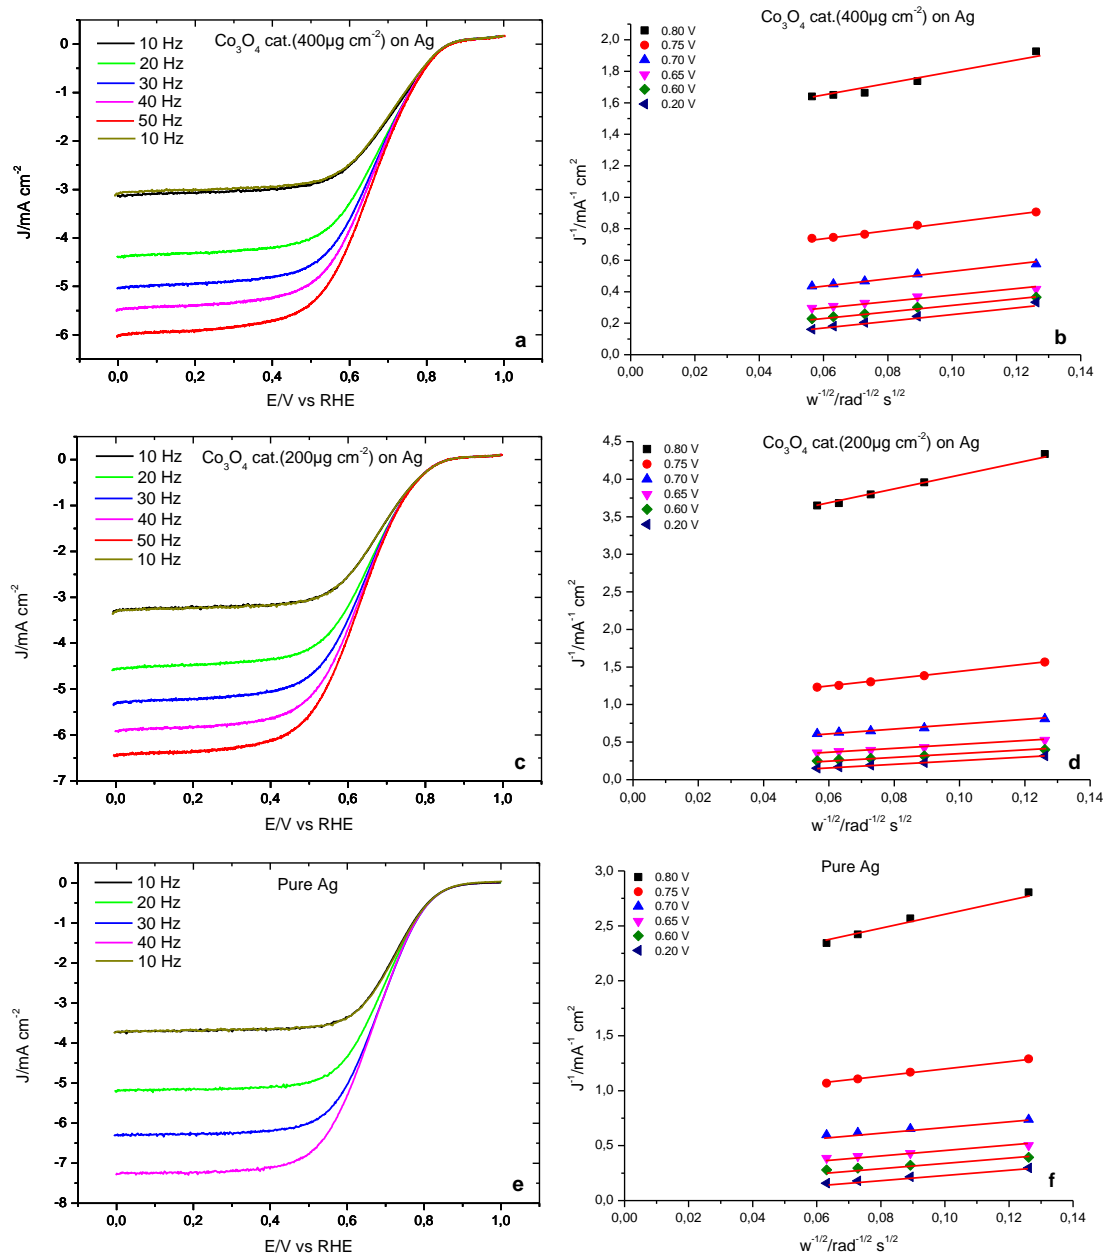 Co3O4 cat.(400µg cm-2) on Ag
10 Hz
20 Hz
30 Hz
40 Hz
50 Hz
10 Hz
0
-1
-2
-3
-4
-5
-6
J/mA cm-2
0,0 0,2 0,4 0,6 0,8 1,0
E/V vs RHE
a
Co3O4 cat.(400µg cm-2) on Ag
0.80 V
0.75 V
0.70 V
0.65 V
0.60 V
0.20 V
2,0
1,8
1,6
1,4
1,2
1,0
0,8
0,6
0,4
0,2
0,0
J-1/mA-1 cm2
0,00 0,02 0,04 0,06 0,08 0,10 0,12 0,14
w-1/2/rad-1/2 s1/2
b
Co3O4 cat.(200µg cm-2) on Ag
10 Hz
20 Hz
30 Hz
40 Hz
50 Hz
10 Hz
0
-1
-2
-3
-4
-5
-6
-7
J/mA cm-2
0,0 0,2 0,4 0,6 0,8 1,0
E/V vs RHE
c
Co3O4 cat.(200µg cm-2) on Ag
0.80 V
0.75 V
0.70 V
0.65 V
0.60 V
0.20 V
4,5
4,0
3,5
3,0
2,5
2,0
1,5
1,0
0,5
0,0
J-1/mA-1 cm2
0,00 0,02 0,04 0,06 0,08 0,10 0,12 0,14
w-1/2/rad-1/2 s1/2
d
Pure Ag
10 Hz
20 Hz
30 Hz
40 Hz
10 Hz
0
-1
-2
-3
-4
-5
-6
-7
-8
J/mA cm-2
0,0 0,2 0,4 0,6 0,8 1,0
E/V vs RHE
e
Pure Ag
0.80 V
0.75 V
0.70 V
0.65 V
0.60 V
0.20 V
3,0
2,5
2,0
1,5
1,0
0,5
0,0
J-1/mA-1 cm2
0,00 0,02 0,04 0,06 0,08 0,10 0,12 0,14
w-1/2/rad-1/2 s1/2
f